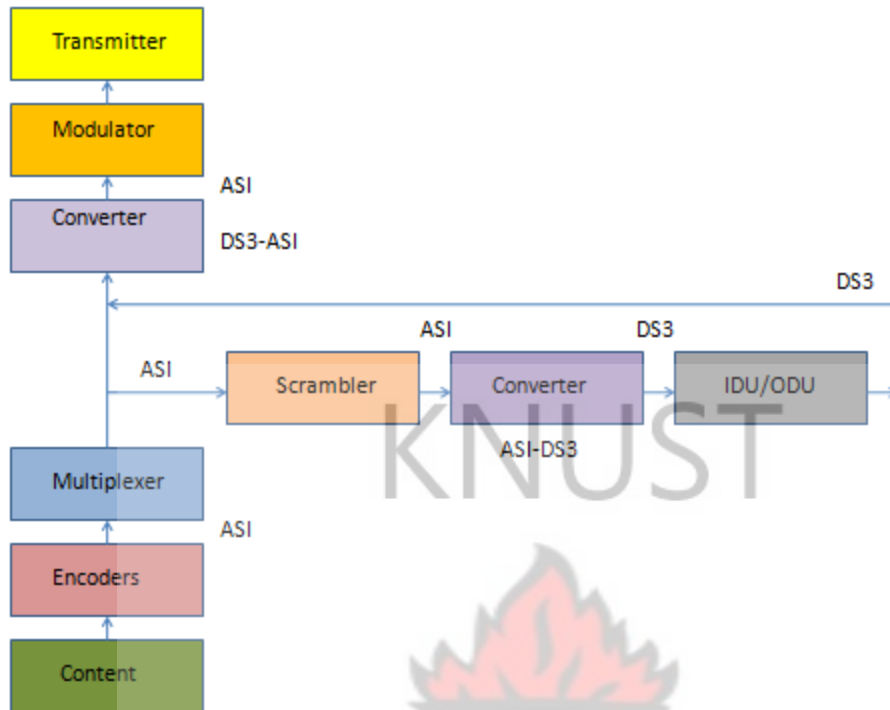 Transmitter
Modulator
ASI
Converter
DS3-ASI
DS3
ASI
DS3
ASI
Scrambler
Converter
IDU/ODU
KNUST
ASI-DS3
Multiplexer
ASI
Encoders
Content